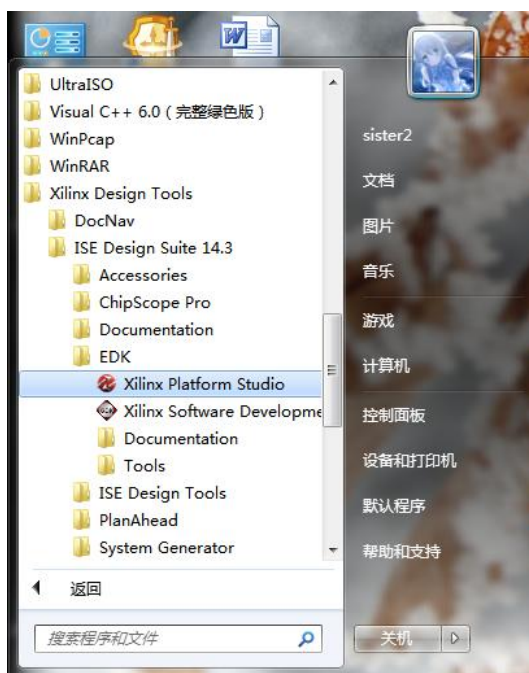 UltraISO
Visual C++ 6.0（完整绿色版）
WinPcap
WinRAR
Xilinx Design Tools
DocNav
ISE Design Suite 14.3
Accessories
ChipScope Pro
Documentation
EDK
Xilinx Platform Studio
Xilinx Software Developme
Documentation
Tools
ISE Design Tools
PlanAhead
System Generator
返回
搜索程序和文件
sister2
文档
图片
音乐
游戏
计算机
控制面板
设备和打印机
默认程序
帮助和支持
关机